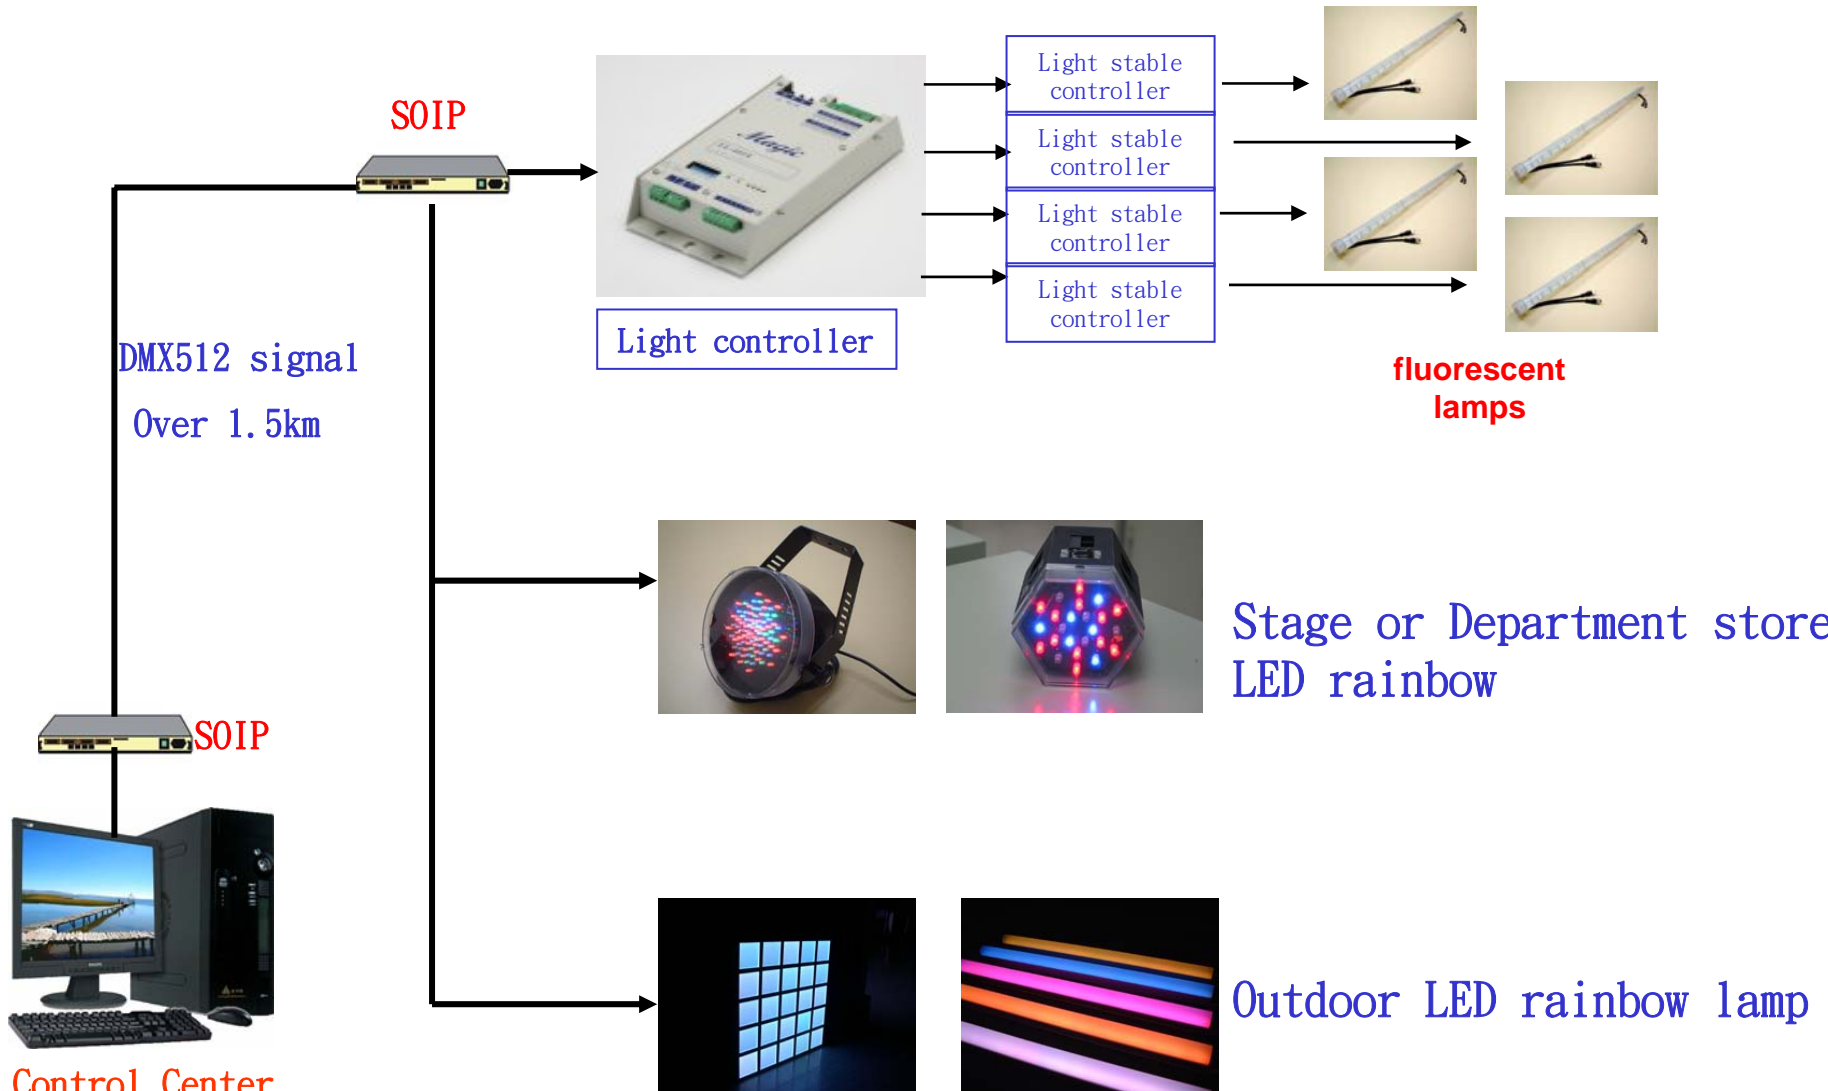 SOIP
Magic
Light controller
Light stable
controller
Light stable
controller
Light stable
controller
Light stable
controller
fluorescent
lamps
DMX512 signal
Over 1.5km
Stage or Department store
LED rainbow
SOIP
Outdoor LED rainbow lamp
Control Center